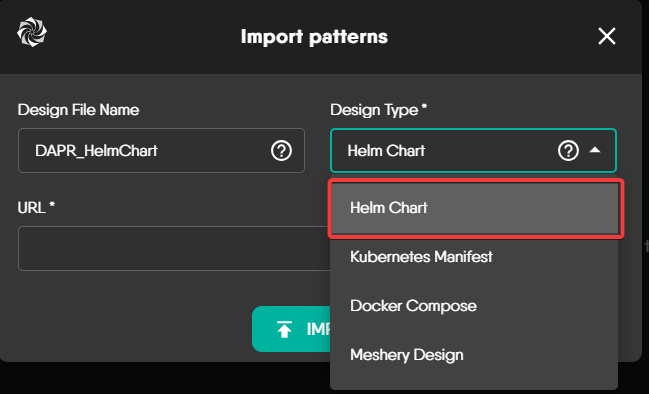 Import patterns
Design File Name
Design Type *
DAPR_HelmChart
Helm Chart
URL *
Helm Chart
Kubernetes Manifest
Docker Compose
Meshery Design